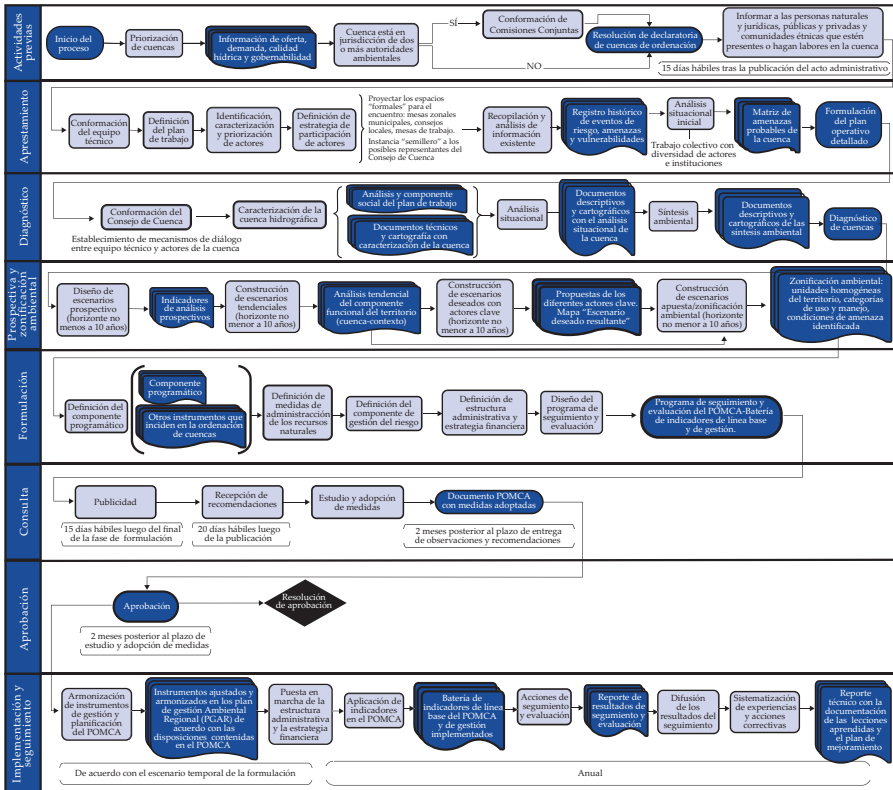 Actividades
previas
Inicio del
proceso
Priorización
de cuencas
Información de oferta,
demanda, calidad
hídrica y gobernabilidad
Cuenca está en
jurisdicción de dos
o más autoridades
ambientales
SÍ
NO
Conformación de
Comisiones Conjuntas
Resolución de
declaratoria
de cuencas de ordenación
Informar a las personas naturales
y jurídicas, públicas y privadas y
comunidades étnicas que estén
presentes o hagan labores en la cuenca
15 días hábiles tras la publicación del acto administrativo
Aprestamiento
Conformación
del equipo
técnico
Definición
del plan
de trabajo
Identificación,
caracterización
y priorización
de actores
Definición de
estrategia de
participación
de actores
Proyectar los espacios
"formales" para el
encuentro: mesas zonales
municipales, consejos
locales, mesas de trabajo.
Instancia "semillero" a los
posibles representantes del
Consejo de Cuenca
Recopilación y
análisis de
información
existente
Registro histórico
de eventos de
riesgo, amenazas
y vulnerabilidades
Análisis
situacional
inicial
Trabajo colectivo con
diversidad de actores
e instituciones
Matriz de
amenazas
probables de
la cuenca
Formulación
del plan
operativo
detallado
Diagnóstico
Conformación del
Consejo de Cuenca
Establecimiento de mecanismos de diálogo
entre equipo técnico y actores de la cuenca
Caracterización de la
cuenca hidrográfica
Análisis y componente
social del plan de trabajo
Documentos técnicos y
cartografía con
caracterización de la cuenca
Análisis
situacional
Documentos
descriptivos y
cartográficos con
el análisis
situacional de
la cuenca
Síntesis
ambiental
Documentos
descriptivos y
cartográficos de las
síntesis ambiental
Diagnóstico
de cuencas
Prospectiva y
zonificación
ambiental
Diseño de
escenarios
prospectivo
(horizonte no
menos a 10 años)
Indicadores
de análisis
prospectivos
Construcción
de escenarios
tendenciales
(horizonte no
menor a 10 años)
Análisis tendencial
del componente
funcional del territorio
(cuenca-contexto)
Construcción
de escenarios
deseados con
actores clave
(horizonte no
menor a 10 años)
Propuestas de los
diferentes actores clave.
Mapa "Escenario
deseado resultante"
Construcción
de escenarios
apuesta/zonificación
ambiental (horizonte
no menor a 10 años)
Zonificación ambiental:
unidades homogéneas
del territorio, categorías
de uso y manejo,
condiciones de
amenaza identificada
Formulación
Definición del
componente
programático
Componente
programático
Otros instrumentos que
inciden en la ordenación
de cuencas
Definición de
medidas de
administración
de los recursos
naturales
Definición del
componente de
gestión del riesgo
Definición de
estructura
administrativa y
estrategia financiera
Diseño del
programa de
seguimiento y
evaluación
Programa de seguimiento y
evaluación del POMCA-Batería
de indicadores de línea base
y de gestión.
Consulta
Publicidad
15 días hábiles luego del final
de la fase de formulación
Recepción de
recomendaciones
20 días hábiles luego
de la publicación
Estudio y adopción
de medidas
Documento POMCA
con medidas adoptadas
2 meses posterior al plazo de entrega
de observaciones y recomendaciones
Aprobación
Aprobación
2 meses posterior al plazo de
estudio y adopción de medidas
Resolución
de aprobación
Implementación y
seguimiento
Armonización
de instrumentos
de gestión y
planificación
del POMCA
Instrumentos ajustados y
armonizados en los plan
de gestión Ambiental
Regional (PGAR) de
acuerdo con las
disposiciones contenidas
en el POMCA
Puesta en
marcha de la
estructura
administrativa
y la estrategia
financiera
Aplicación de
indicadores
en el POMCA
Batería de
indicadores de línea
base del POMCA
y de gestión
implementados
Acciones de
segumiento
y evaluación
Reporte de
resultados de
segumiento y
evaluación
Difusión de
los
resultados del
seguimiento
Sistematización
de experiencias
y acciones
correctivas
Reporte
técnico con la
documentación
de las lecciones
aprendidas y
el plan de
mejoramiento
De acuerdo con el escenario temporal de la formulación
Anual